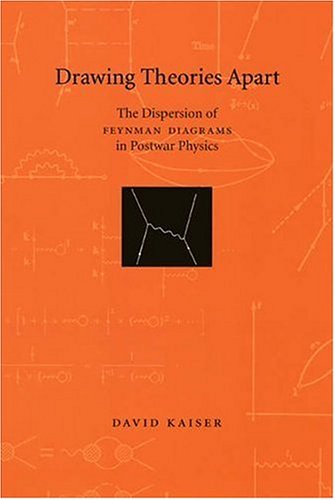 Drawing Theories Apart
The Dispersion of
FEYNMAN DIAGRAMS
in Postwar Physics
DAVID KAISER